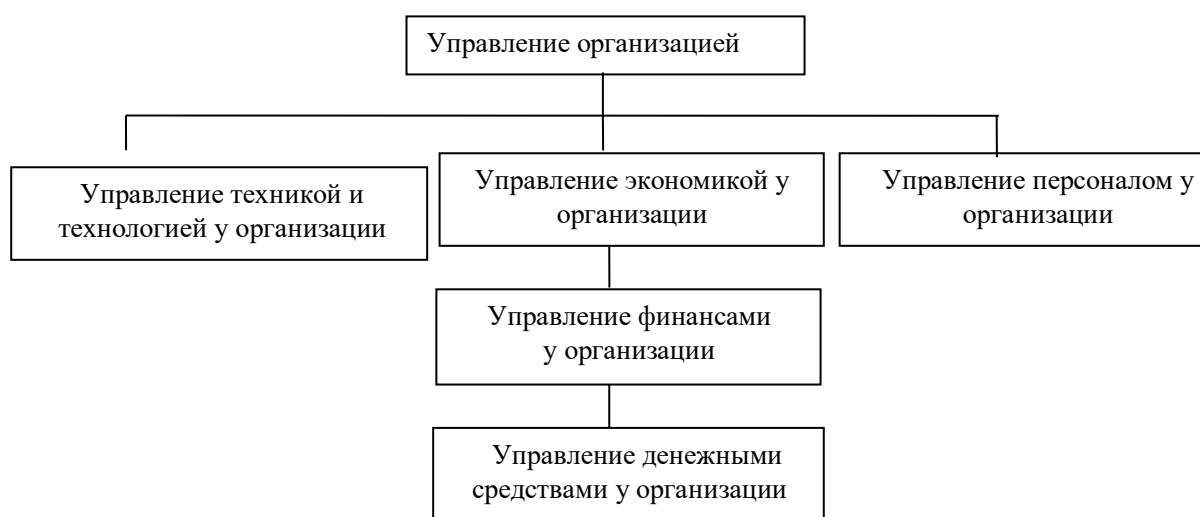 Управление организацией
Управление техникой и
технологией у организации
Управление экономикой у
организации
Управление персоналом у
организации
Управление финансами
у организации
Управление денежными
средствами у организации